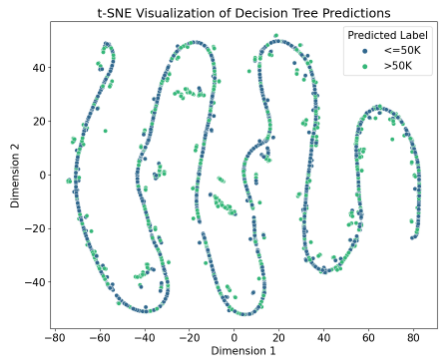 t-SNE Visualization of Decision Tree Predictions
Predicted Label
<=50K
>50K
40
20
0
−20
−40
Dimension 2
−80 −60 −40 −20 0 20 40 60 80
Dimension 1